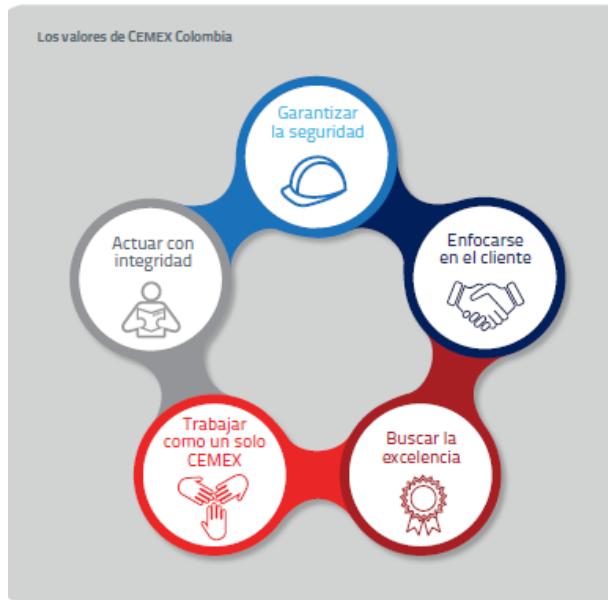 Los valores de CEMEX Colombia
Garantizar
la seguridad
Enfocarse
en el cliente
Buscar la
excelencia
Trabajar
como un solo
CEMEX
Actuar con
integridad